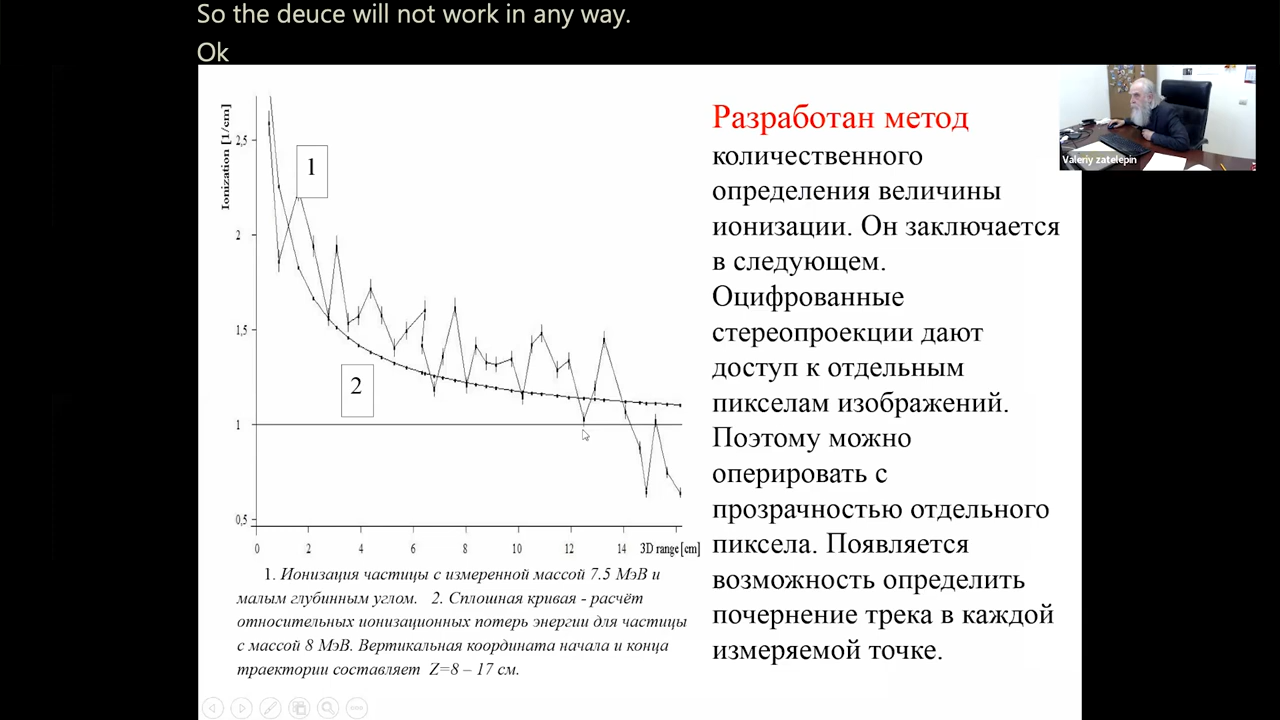 So the deuce will not work in any way.
Ok
Valeriy zatelepin
Ionization [1/cm]
2,5
2
1,5
1
0,5
1
2
0
2
4
6
8
10
12
14
3D range [cm]
1. Ионизация частицы с измеренной массой 7.5 МэВ и
малым глубинным углом. 2. Сплошная кривая - расчёт
относительных ионизационных потерь энергии для частицы
с массой 8 МэВ. Вертикальная координата начала и конца
траектории составляет Z=8 – 17 см.
Разработан метод
количественного
определения величины
ионизации. Он заключается
в следующем.
Оцифрованные
стереопроекции дают
доступ к отдельным
пикселам изображений.
Поэтому можно
оперировать с
прозрачностью отдельного
пиксела. Появляется
возможность определить
почернение трека в каждой
измеряемой точке.